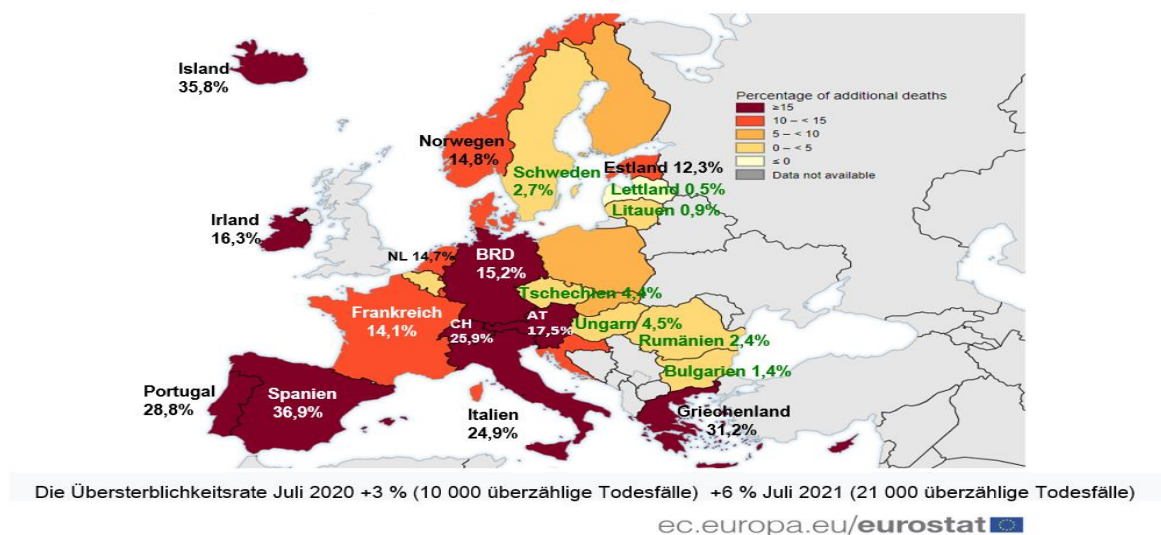 Island
35,8%
Percentage of additional deaths
≥15
10 – < 15
5 – < 10
0 – < 5
≤ 0
Data not available
Norwegen
14,8%
Schweden
2,7%
Estland 12,3%
Lettland 0,5%
Litauen 0,9%
Irland
16,3%
NL 14,7%
BRD
15,2%
Tschechien 4,4%
Frankreich
14,1%
CH
25,9%
AT
17,5%
Ungarn 4,5%
Rumänien 2,4%
Bulgarien 1,4%
Portugal
28,8%
Spanien
36,9%
Italien
24,9%
Griechenland
31,2%
Die Übersterblichkeitsrate Juli 2020 +3 % (10 000 überzählige Todesfälle) +6 % Juli 2021 (21 000 überzählige Todesfälle)
ec.europa.eu/eurostat